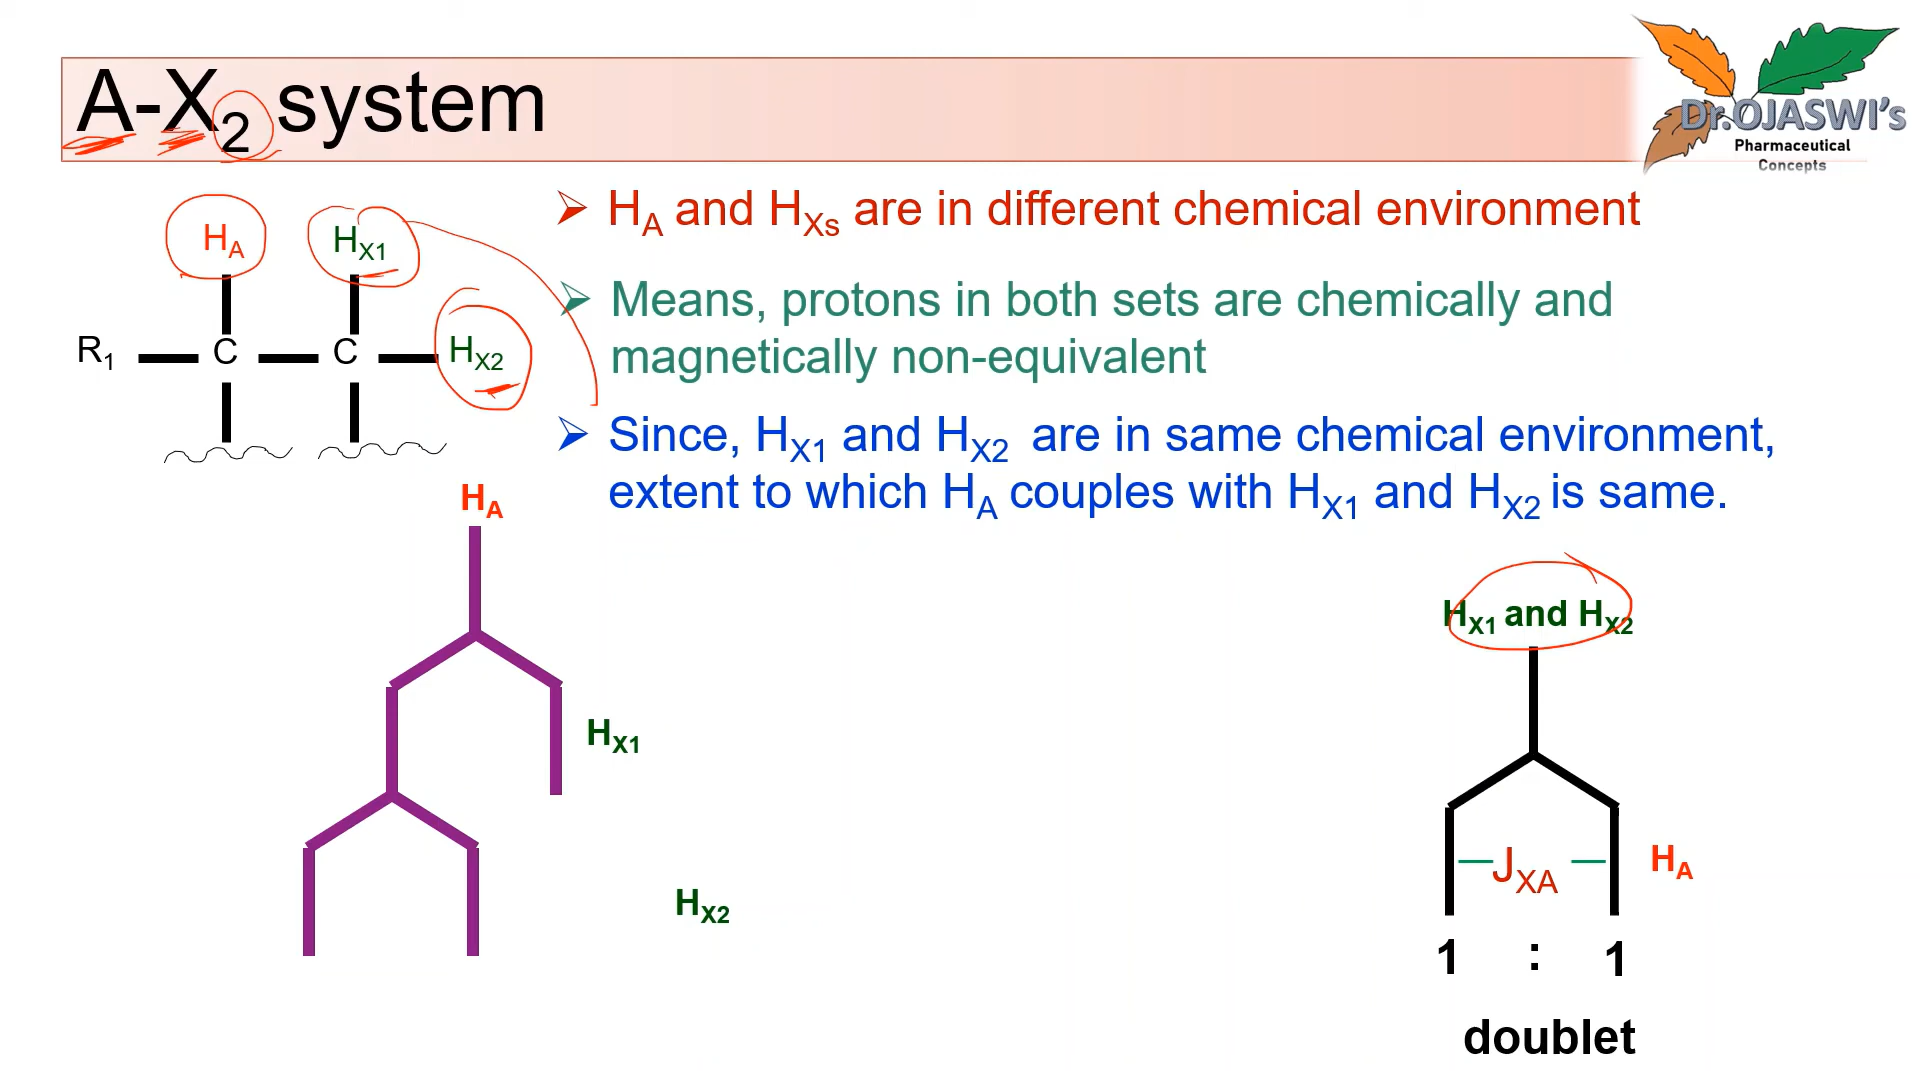 A-X2 system
Dr.OJASWI's
Pharmaceutical
Concepts
HA HX1
R1 C C HX2
HA and HXs are in different chemical environment
Means, protons in both sets are chemically and
magnetically non-equivalent
Since, HX1 and HX2 are in same chemical environment,
extent to which HA couples with HX1 and HX2 is same.
HA
HX1
HX2
HX1 and HX2
JXA HA
1 : 1
doublet